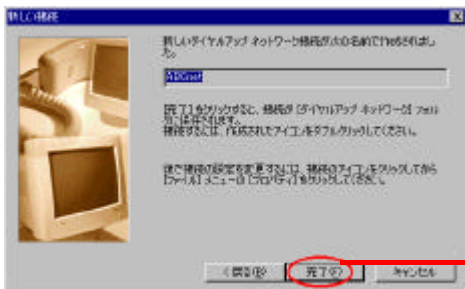 新しい接続
新しいダイヤルアップ ネットワーク接続が次の名前で作成されました。
ABCnet
[完了] をクリックすると、接続が [ダイヤルアップ ネットワーク] フォルダに保存されます。
接続するには、作成されたアイコンをダブルクリックしてください。
後で接続の設定を変更するには、接続のアイコンをクリックしてから
[ファイル] メニューの [プロパティ] をクリックしてください。
< 戻る(B)
完了(F)
キャンセル